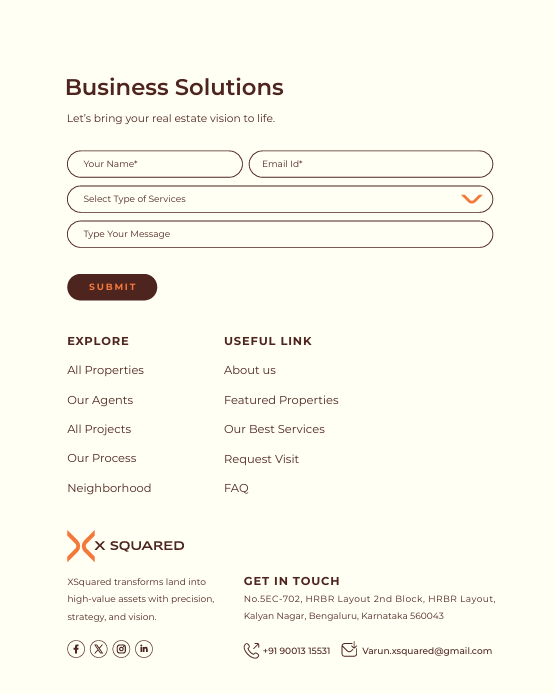 Business Solutions
Let's bring your real estate vision to life.
Your Name*
Email Id*
Select Type of Services
Type Your Message
SUBMIT
EXPLORE
All Properties
Our Agents
All Projects
Our Process
Neighborhood
USEFUL LINK
About us
Featured Properties
Our Best Services
Request Visit
FAQ
X SQUARED
XSquared transforms land into
high-value assets with precision,
strategy, and vision.
GET IN TOUCH
No.5EC-702, HRBR Layout 2nd Block, HRBR Layout,
Kalyan Nagar, Bengaluru, Karnataka 560043
+91 90013 15531
Varun.xsquared@gmail.com